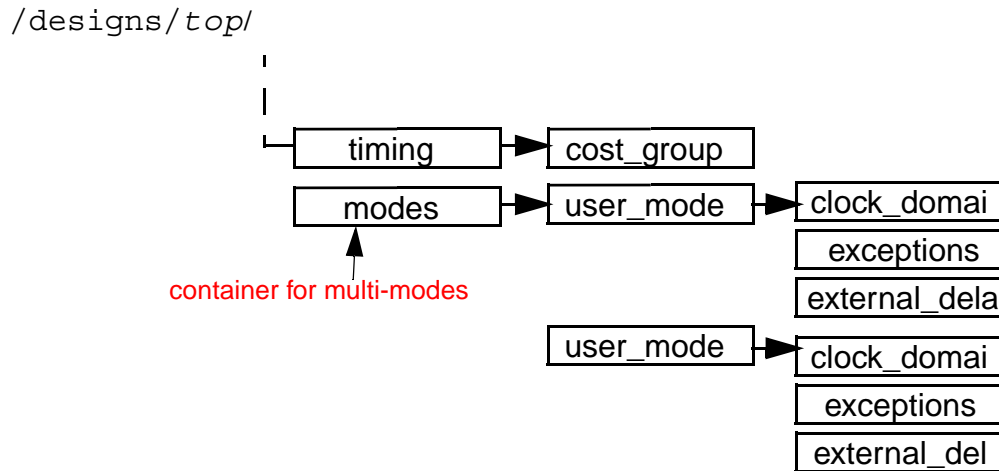 /designs/top/
timing cost_group
modes user_mode clock_domai
exceptions
container for multi-modes
external_dela
user_mode clock_domai
exceptions
external_del